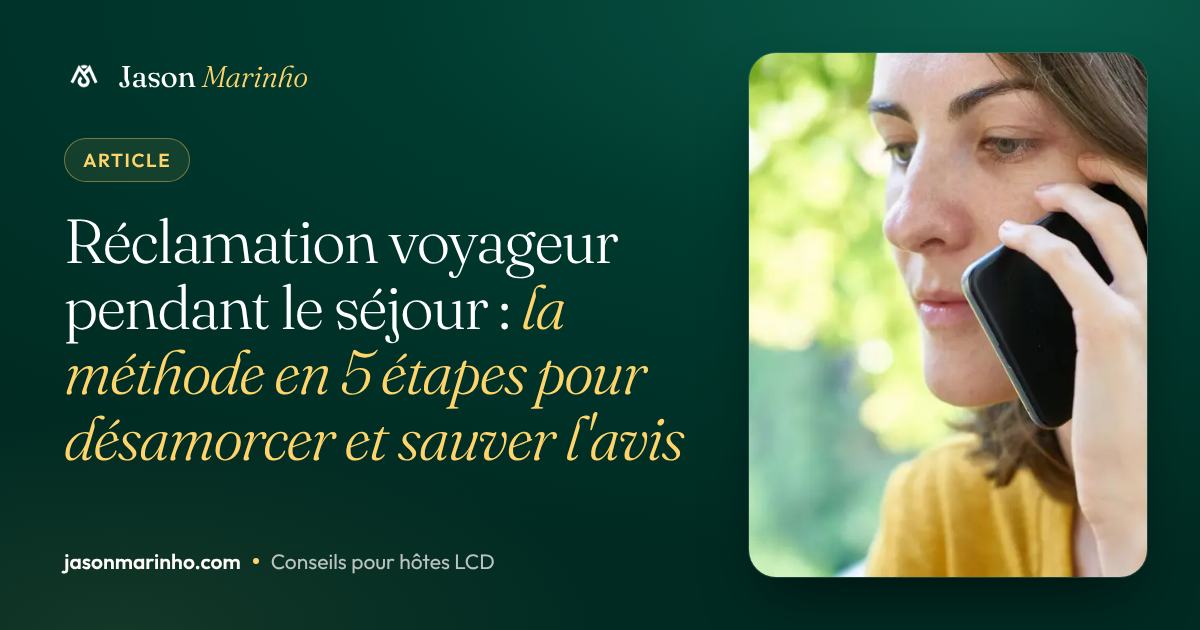 Jason Marinho
ARTICLE
Réclamation voyageur
pendant le séjour : la
méthode en 5 étapes pour
désamorcer et sauver l'avis
jasonmarinho.com • Conseils pour hôtes LCD